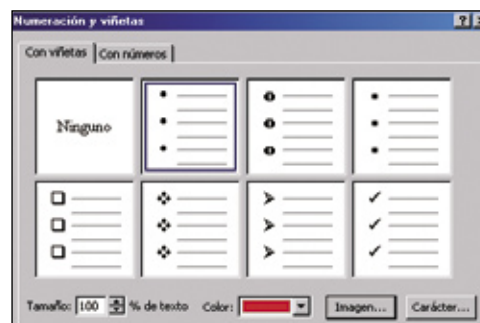 Numeración y viñetas
Con viñetas Con números
Ninguno
Tamaño: 100 % de texto Color: Imagen... Carácter...